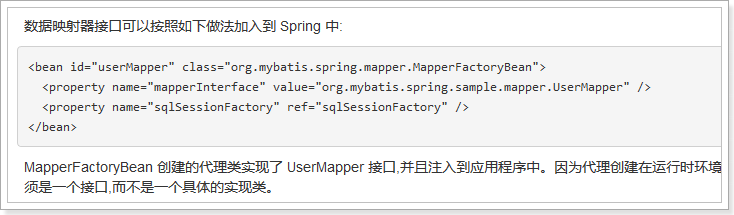 数据映射器接口可以按照如下做法加入到 Spring 中:
<bean id="userMapper" class="org.mybatis.spring.mapper.MapperFactoryBean">
<property name="mapperInterface" value="org.mybatis.spring.sample.mapper.UserMapper" />
<property name="sqlSessionFactory" ref="sqlSessionFactory" />
</bean>
MapperFactoryBean 创建的代理类实现了 UserMapper 接口,并且注入到应用程序中。因为代理创建在运行时环境
须是一个接口,而不是一个具体的实现类。